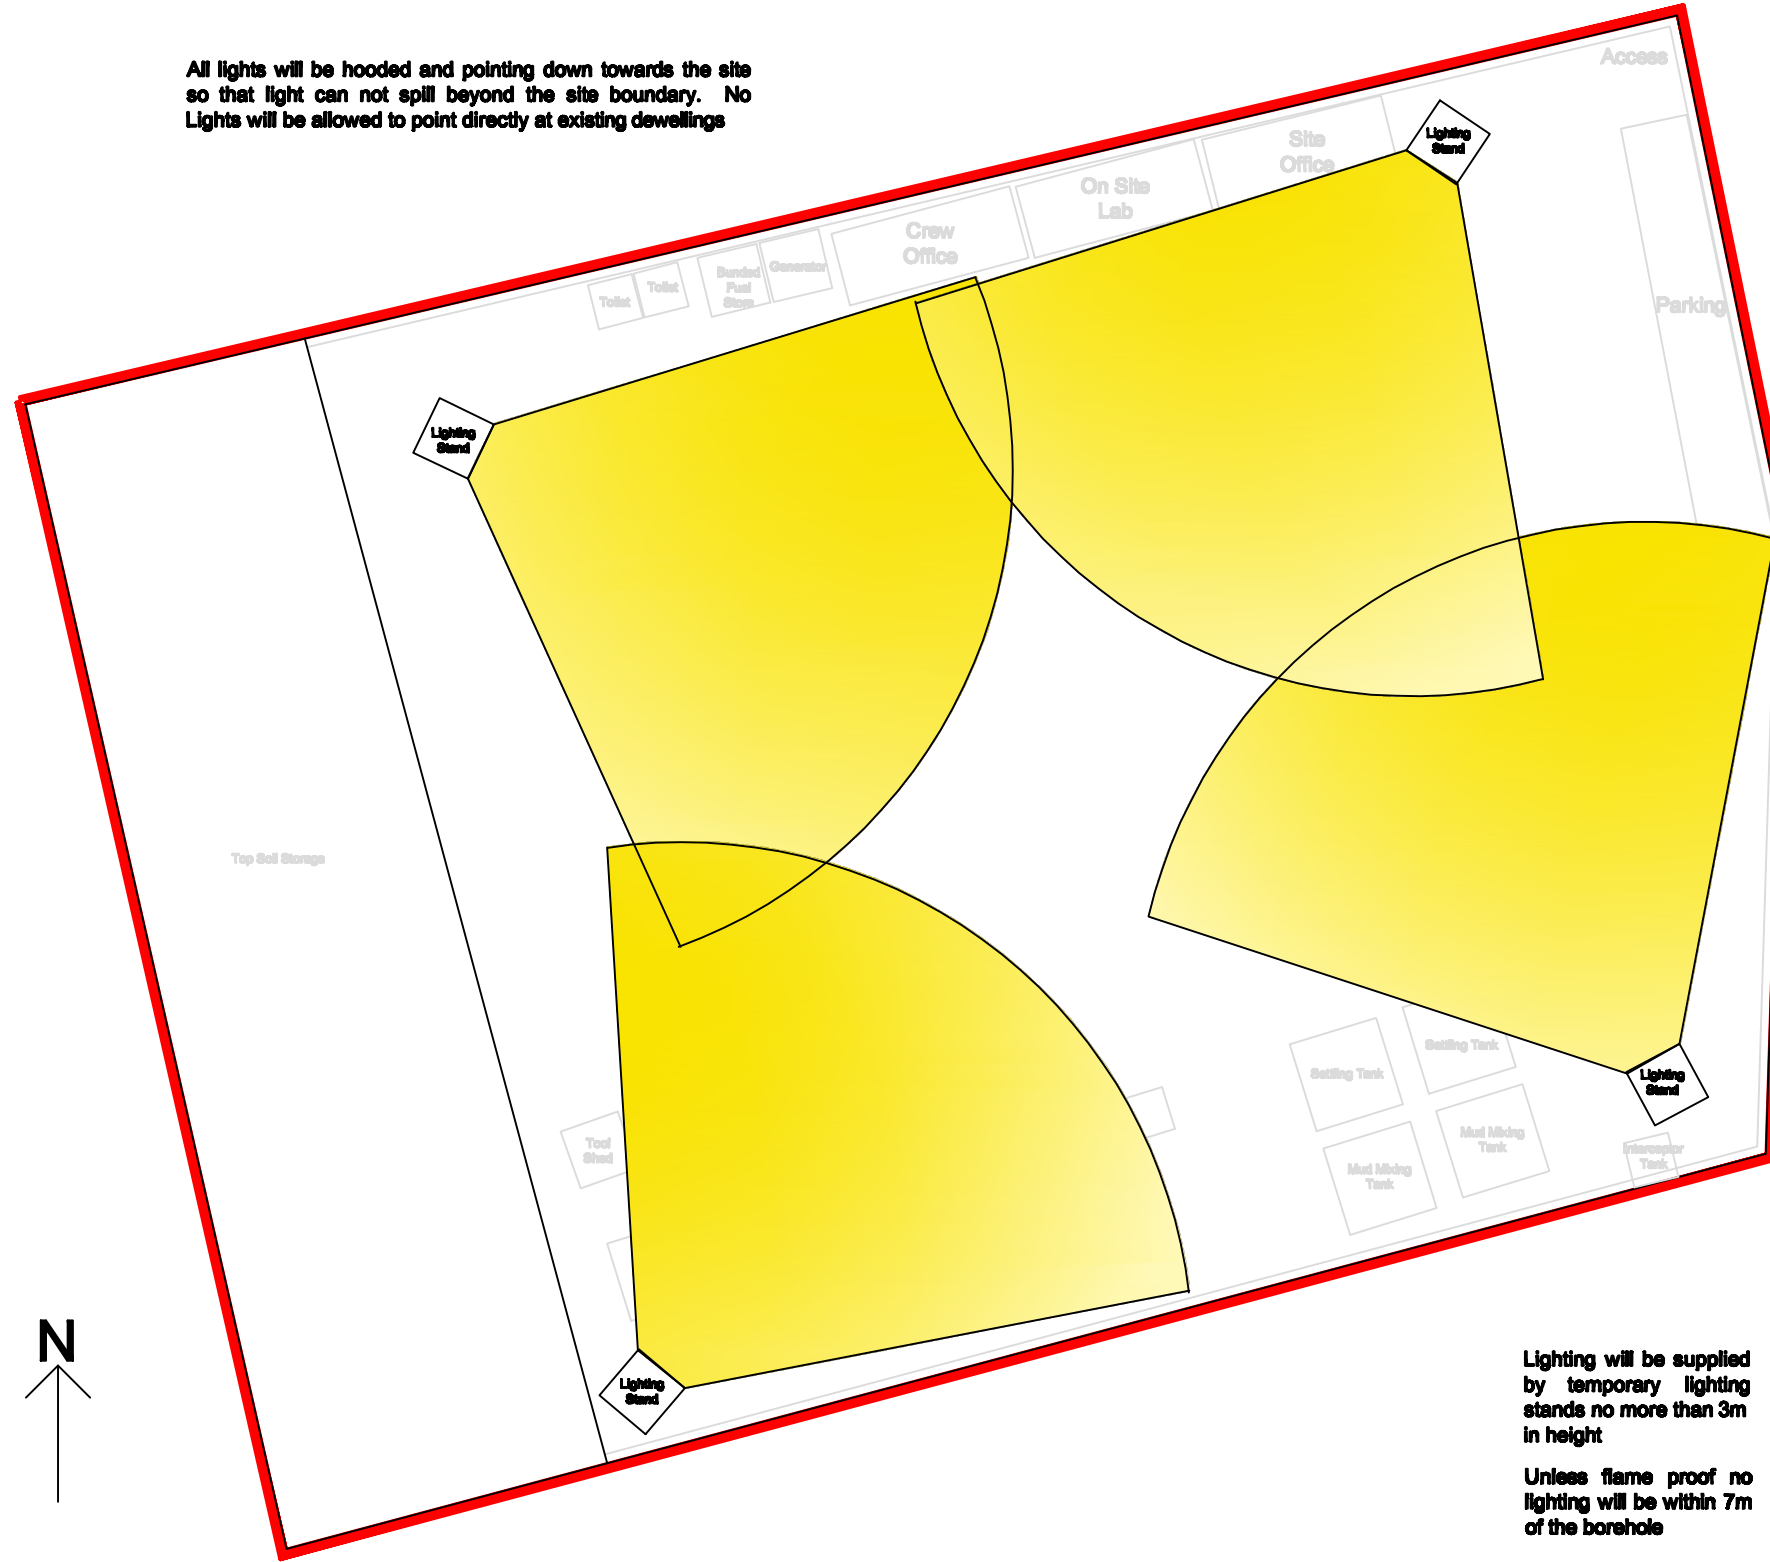 All lights will be hooded and pointing down towards the site
so that light can not spill beyond the site boundary. No
Lights will be allowed to point directly at existing dewellings
Access
Lighting
Stand
Site
Office
On Site
Lab
Crew
Office
Generator
Bunded
Fuel
Store
Toilet
Toilet
Parking
Lighting
Stand
Top Soil Storage
Settling Tank
Settling Tank
Lighting
Stand
Mud Mixing
Tank
Mud Mixing
Tank
Interceptor
Tank
Tool
Shed
Lighting
Stand
N
Lighting will be supplied
by temporary lighting
stands no more than 3m
in height
Unless flame proof no
lighting will be within 7m
of the borehole